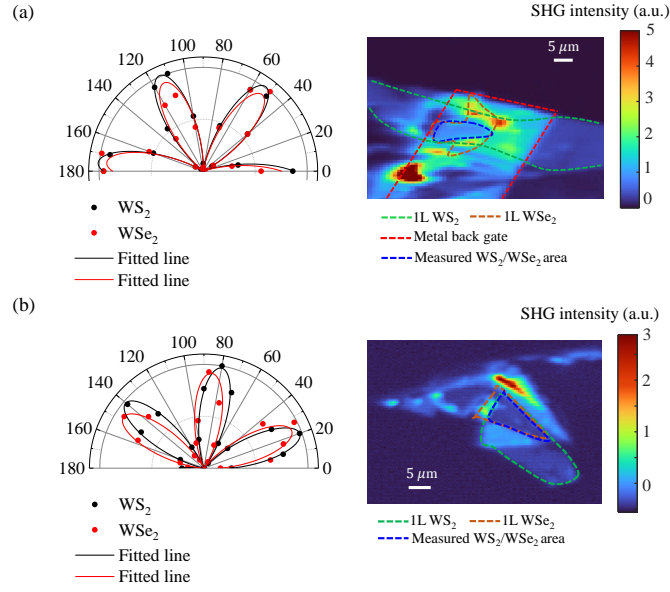 (a)
SHG intensity (a.u.)
100 80
120 60
140 40
160 20
180 0
5 μm
5
4
3
2
1
0
WS2
WSe2
Fitted line
Fitted line
1L WS2 1L WSe2
Metal back gate
Measured WS2/WSe2 area
(b)
SHG intensity (a.u.)
100 80
120 60
140 40
160 20
180 0
5 μm
3
2
1
0
WS2
WSe2
Fitted line
Fitted line
1L WS2 1L WSe2
Measured WS2/WSe2 area